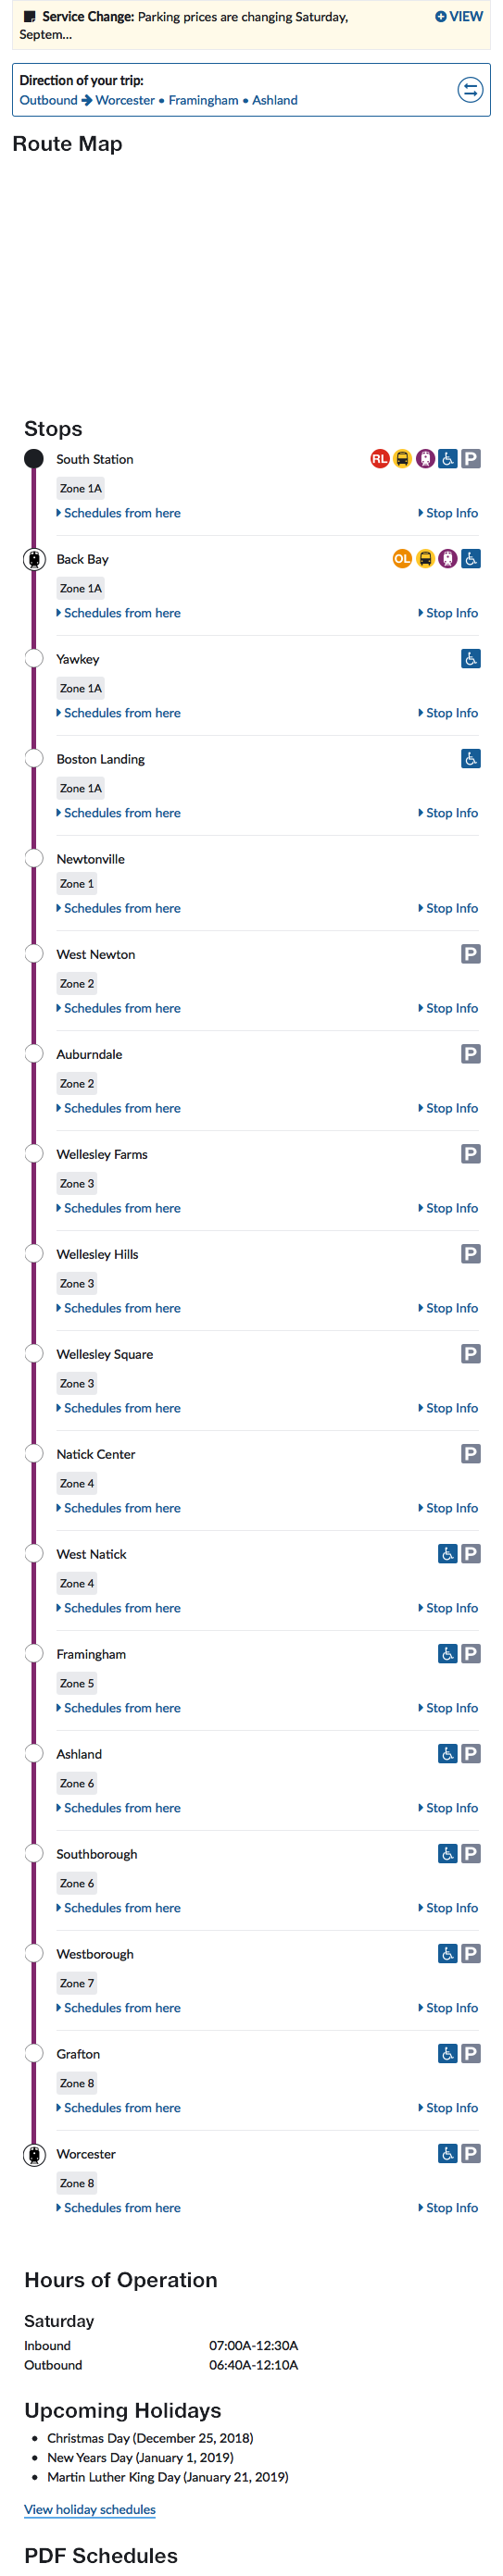 Service Change: Parking prices are changing Saturday,
Septem...
VIEW
Direction of your trip:
Outbound Worcester • Framingham • Ashland
Route Map
Stops
South Station
RL
P
Zone 1A
Schedules from here
Stop Info
Back Bay
OL
Zone 1A
Schedules from here
Stop Info
Yawkey
Zone 1A
Schedules from here
Stop Info
Boston Landing
Zone 1A
Schedules from here
Stop Info
Newtonville
Zone 1
Schedules from here
Stop Info
West Newton
P
Zone 2
Schedules from here
Stop Info
Auburndale
P
Zone 2
Schedules from here
Stop Info
Wellesley Farms
P
Zone 3
Schedules from here
Stop Info
Wellesley Hills
P
Zone 3
Schedules from here
Stop Info
Wellesley Square
P
Zone 3
Schedules from here
Stop Info
Natick Center
P
Zone 4
Schedules from here
Stop Info
West Natick
P
Zone 4
Schedules from here
Stop Info
Framingham
P
Zone 5
Schedules from here
Stop Info
Ashland
P
Zone 6
Schedules from here
Stop Info
Southborough
P
Zone 6
Schedules from here
Stop Info
Westborough
P
Zone 7
Schedules from here
Stop Info
Grafton
P
Zone 8
Schedules from here
Stop Info
Worcester
P
Zone 8
Schedules from here
Stop Info
Hours of Operation
Saturday
Inbound 07:00A-12:30A
Outbound 06:40A-12:10A
Upcoming Holidays
• Christmas Day (December 25, 2018)
• New Years Day (January 1, 2019)
• Martin Luther King Day (January 21, 2019)
View holiday schedules
PDF Schedules